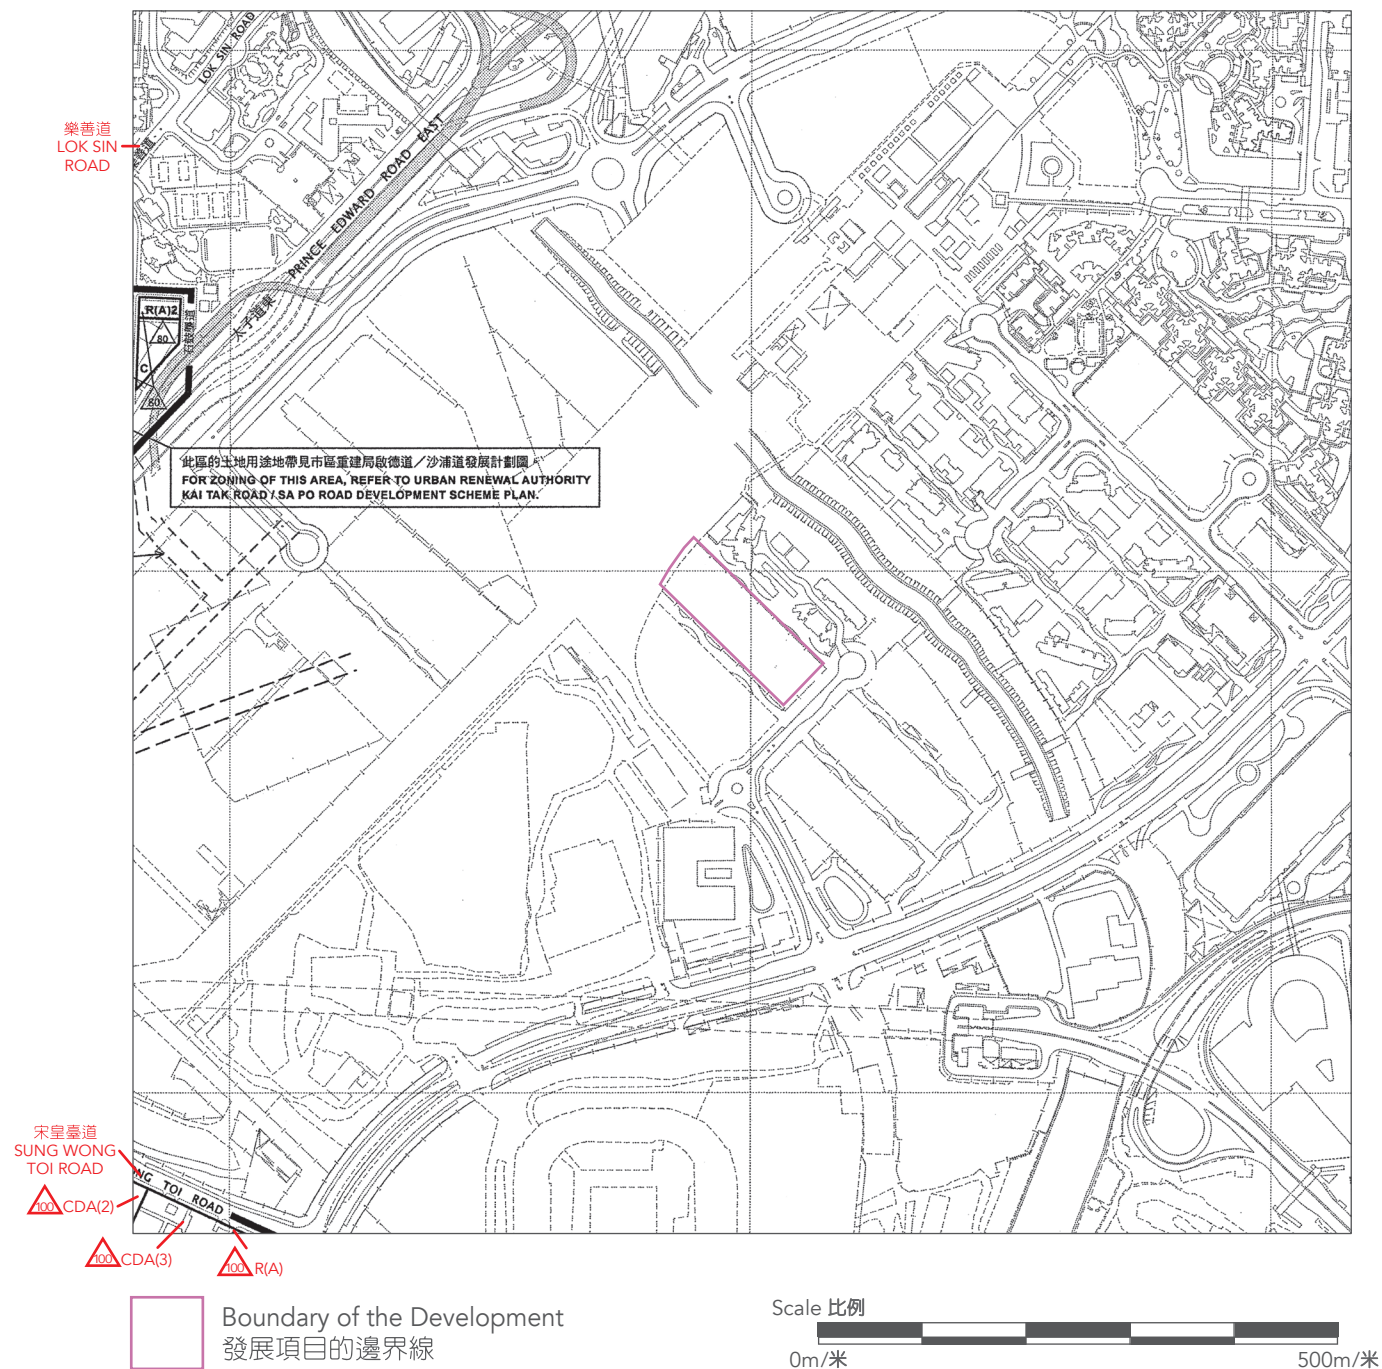 LOK SIN ROAD
樂善道
LOK SIN
ROAD
PRINCE EDWARD ROAD EAST
太子道東
石鼓壟道
R(A)2
80
C
80
此區的土地用途地帶見市區重建局啟德道／沙浦道發展計劃圖。
FOR ZONING OF THIS AREA, REFER TO URBAN RENEWAL AUTHORITY
KAI TAK ROAD / SA PO ROAD DEVELOPMENT SCHEME PLAN.
宋皇臺道
SUNG WONG
TOI ROAD
NG TOI ROAD
100 CDA(2)
100 CDA(3)
100 R(A)
Boundary of the Development
發展項目的邊界線
Scale 比例
0m/米
500m/米